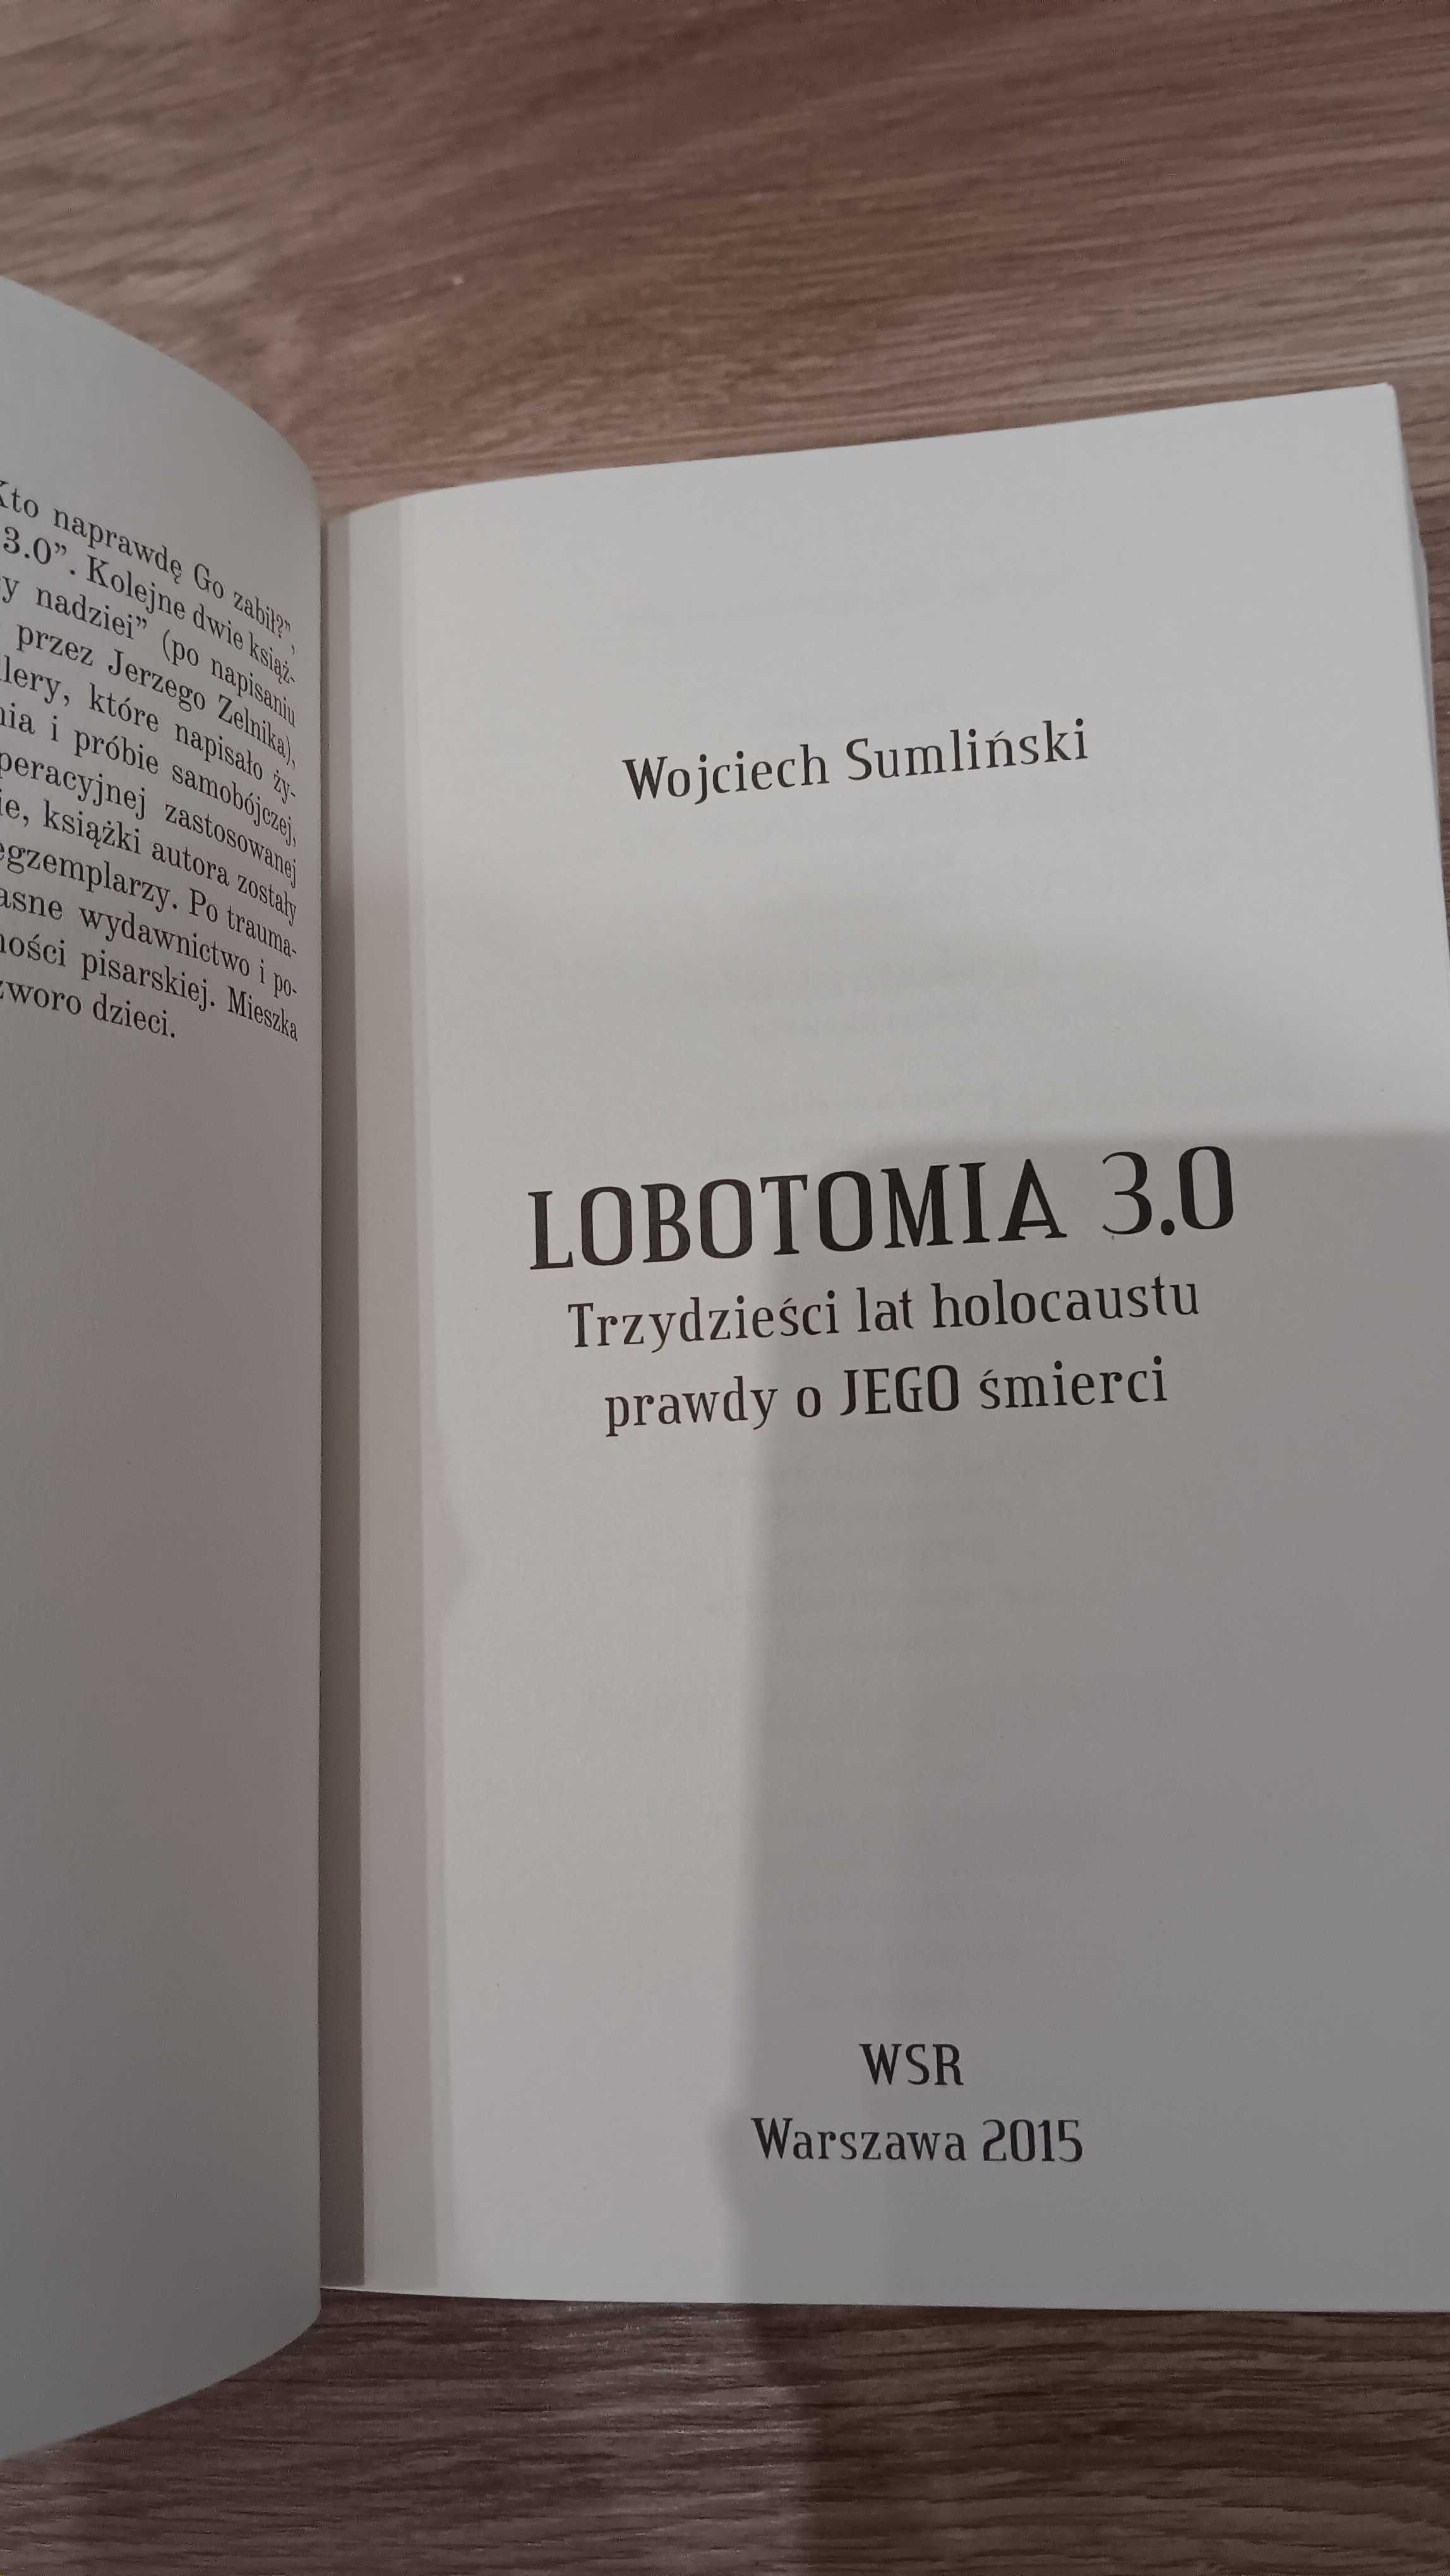 Kto naprawdę Go zabił?”,
3.0”. Kolejne dwie książ-
y nadziei” (po napisaniu
przez Jerzego Zelnika),
lery, które napisało ży-
nia i próbie samobójczej,
peracyjnej zastosowanej
ie, książki autora zostały
egzemplarzy. Po trauma-
asne wydawnictwo i po-
ności pisarskiej. Mieszka
zworo dzieci.
Wojciech Sumliński
LOBOTOMIA 3.0
Trzydzieści lat holocaustu
prawdy o JEGO śmierci
WSR
Warszawa 2015